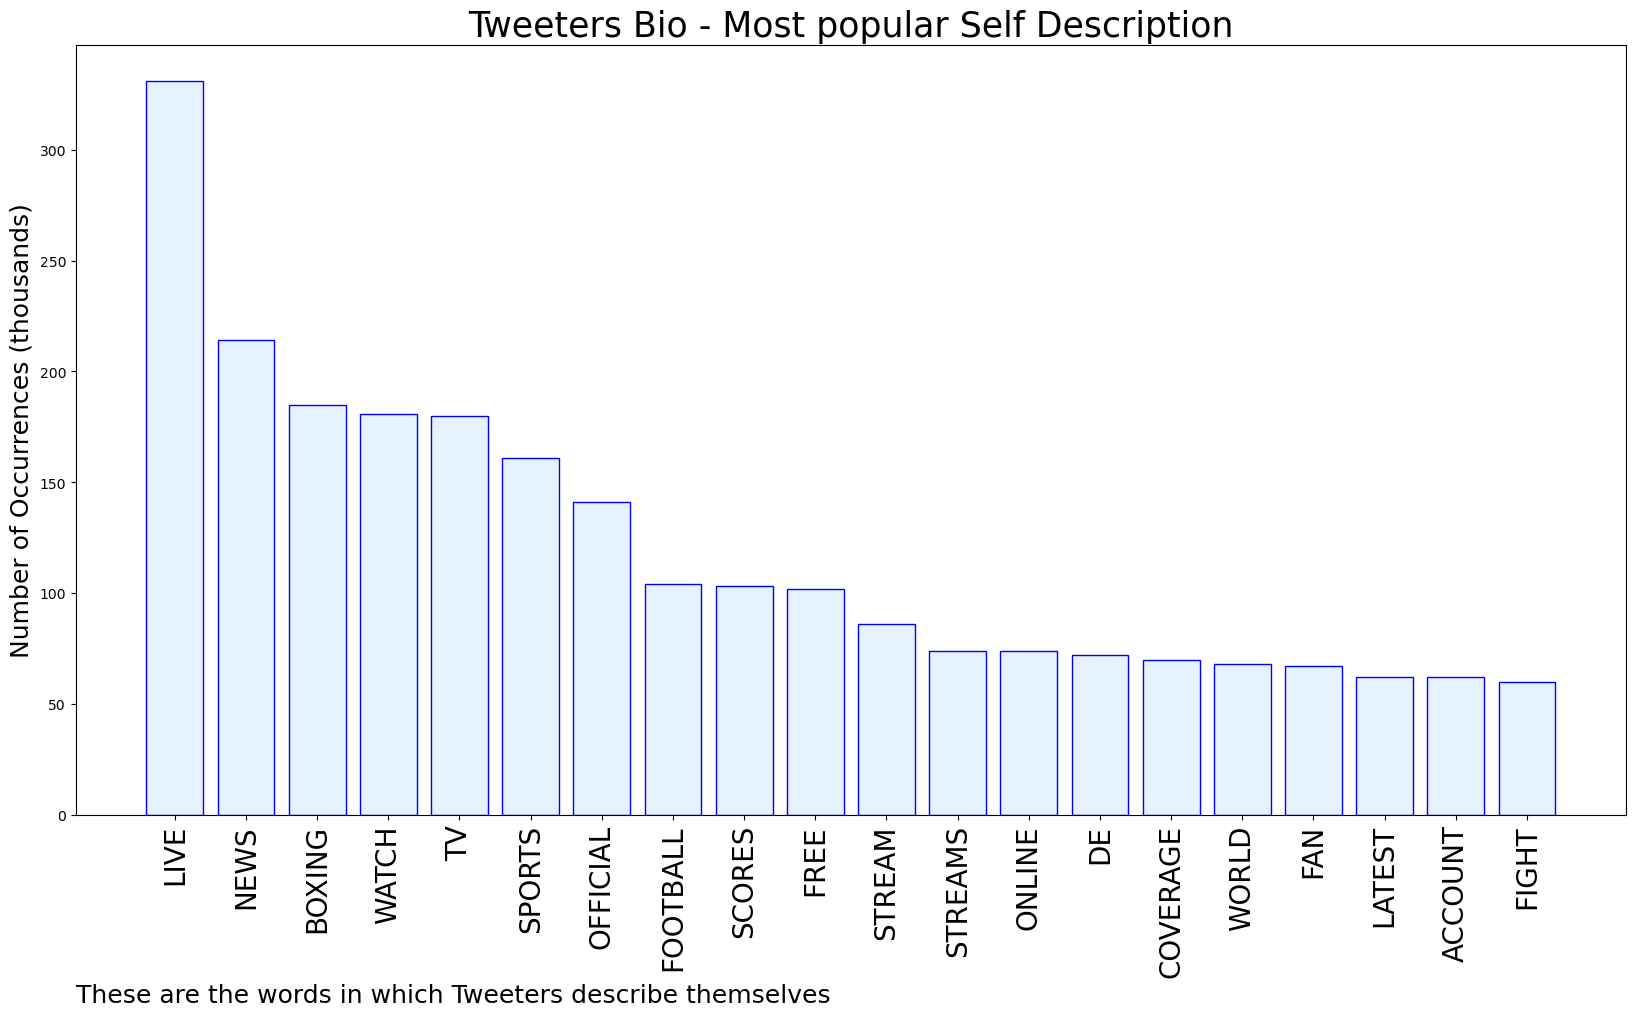 Tweeters Bio - Most popular Self Description
Number of Occurrences (thousands)
300
250
200
150
100
50
0
LIVE
NEWS
BOXING
WATCH
TV
SPORTS
OFFICIAL
FOOTBALL
SCORES
FREE
STREAM
STREAMS
ONLINE
DE
COVERAGE
WORLD
FAN
LATEST
ACCOUNT
FIGHT
These are the words in which Tweeters describe themselves